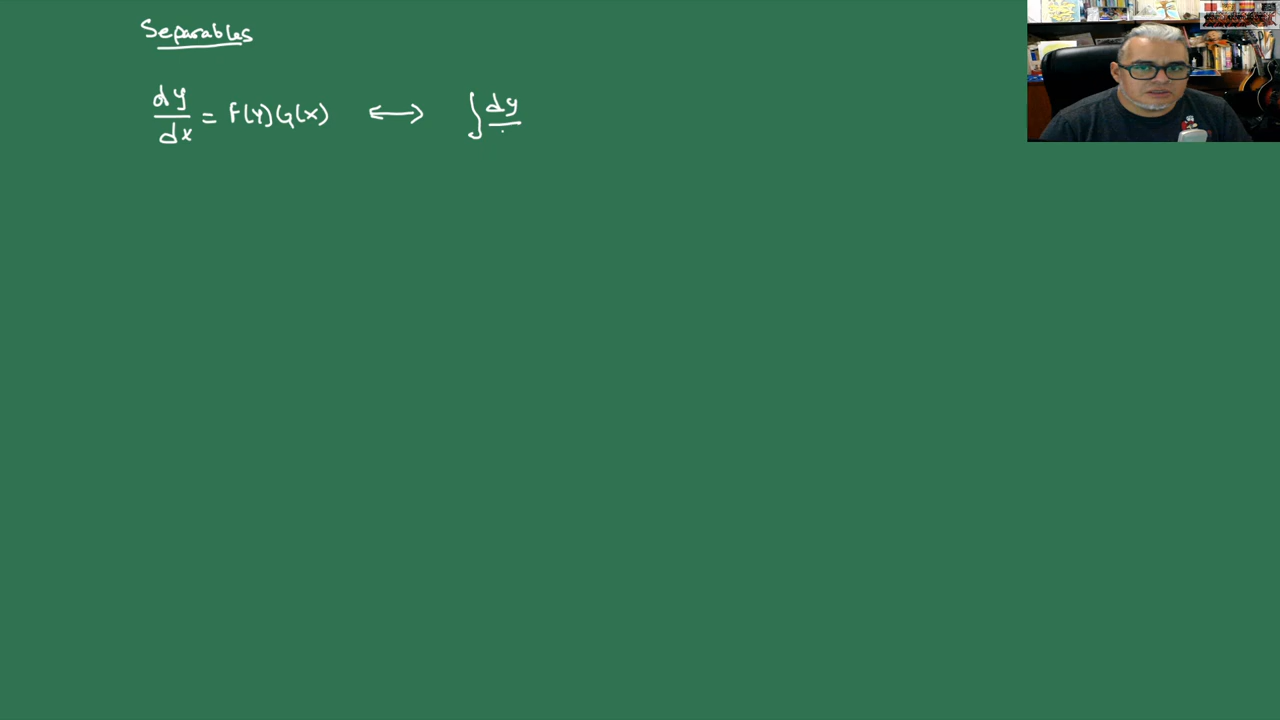 Separables
dy/dx = F(y)G(x) ⟷ ∫ dy/